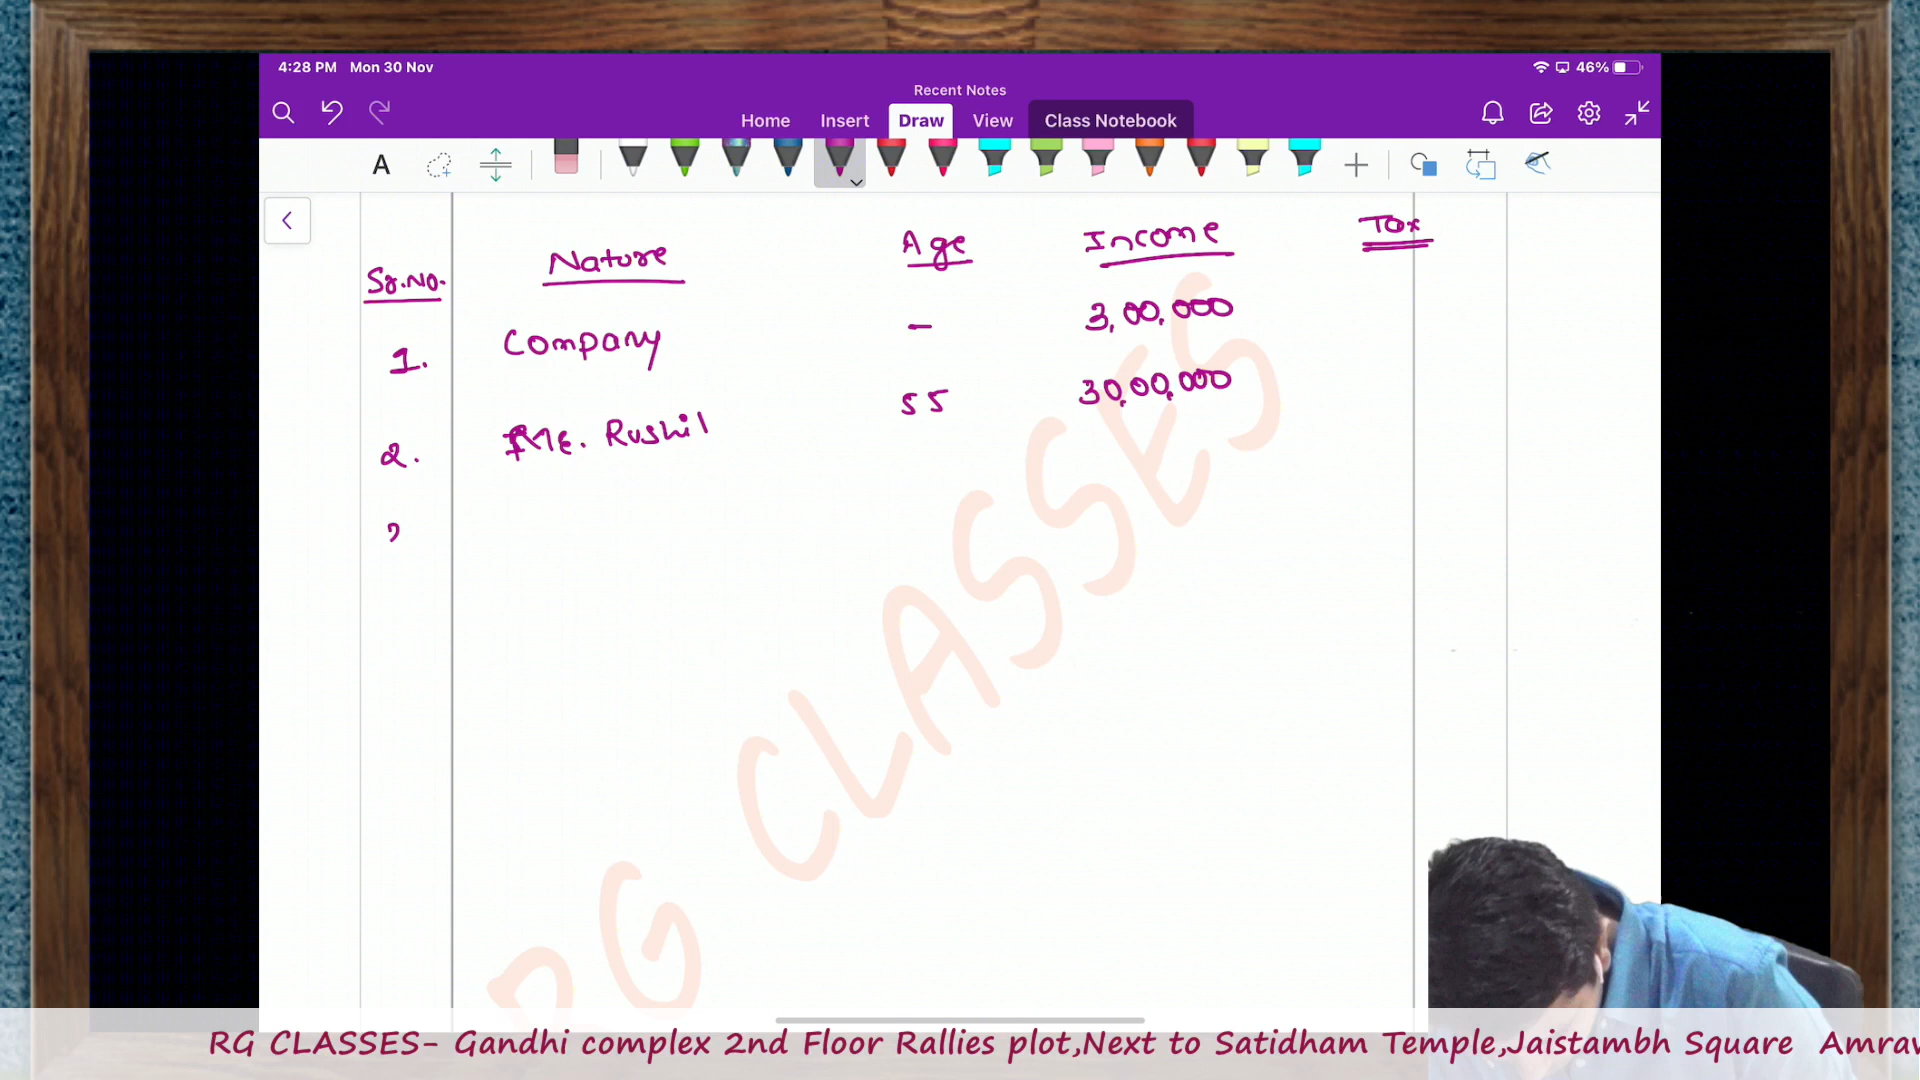 4:28 PM Mon 30 Nov
46%
Recent Notes
Home Insert Draw View Class Notebook
A
Sr.No. Nature Age Income Tax
1. Company - 3,00,000
2. Mr. Rushil 55 30,00,000
RG CLASSES
RG CLASSES- Gandhi complex 2nd Floor Rallies plot,Next to Satidham Temple,Jaistambh Square Amrav